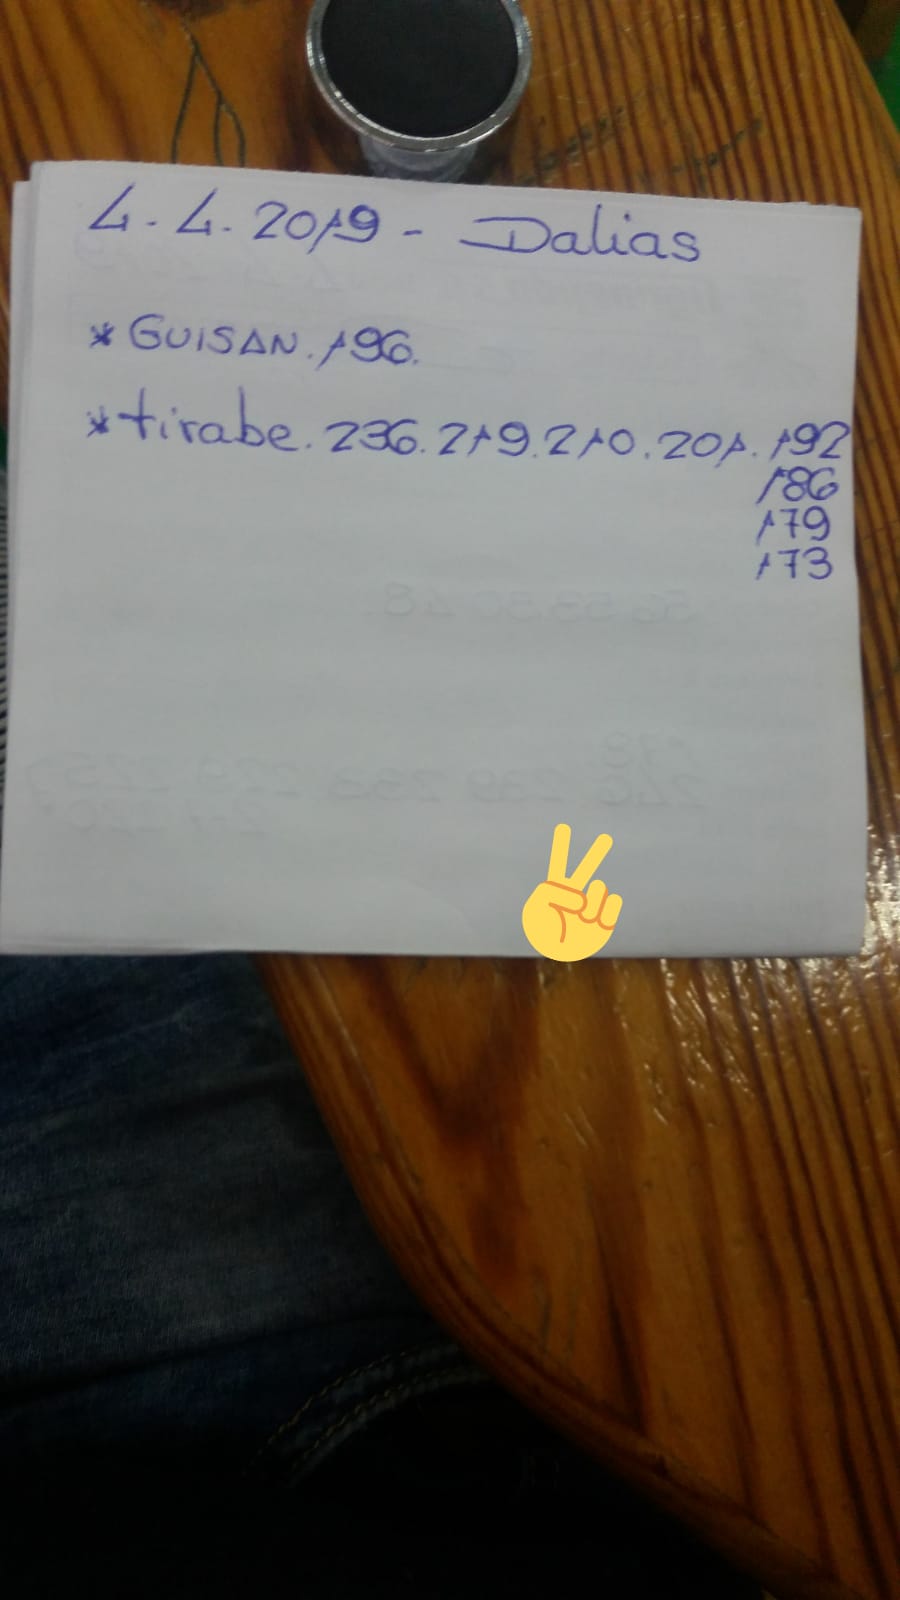 4.4.2019 - Dalias
* GUISAN.196.
* tirabe.236.219.210.201.192
186
179
173